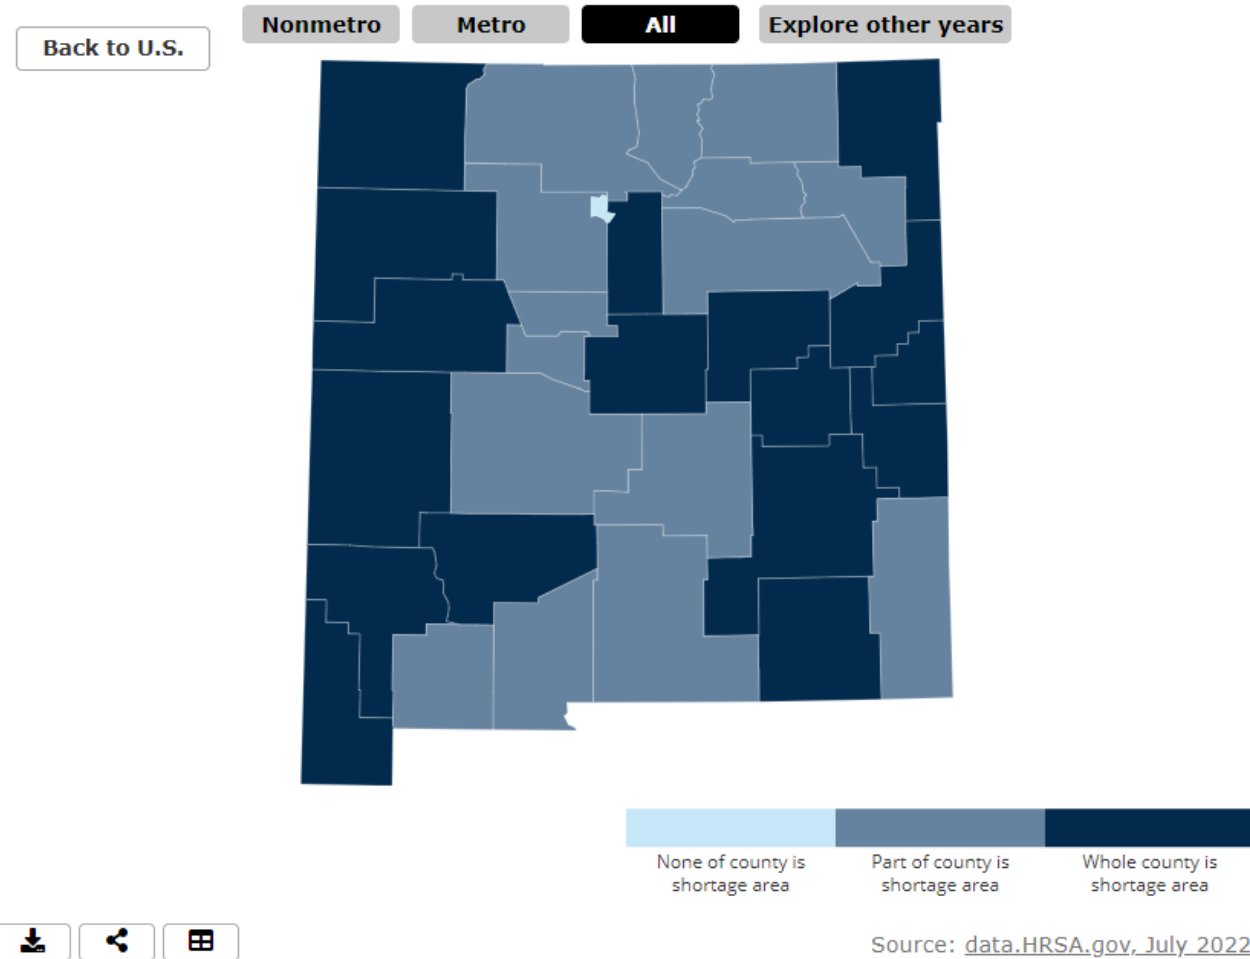 Back to U.S.
Nonmetro
Metro
All
Explore other years
None of county is
shortage area
Part of county is
shortage area
Whole county is
shortage area
Source: data.HRSA.gov, July 2022